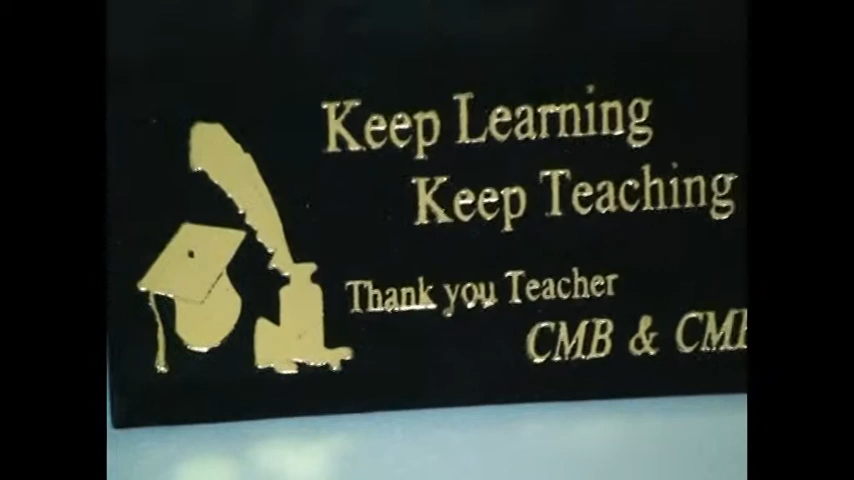 Keep Learning
Keep Teaching
Thank you Teacher
CMB &